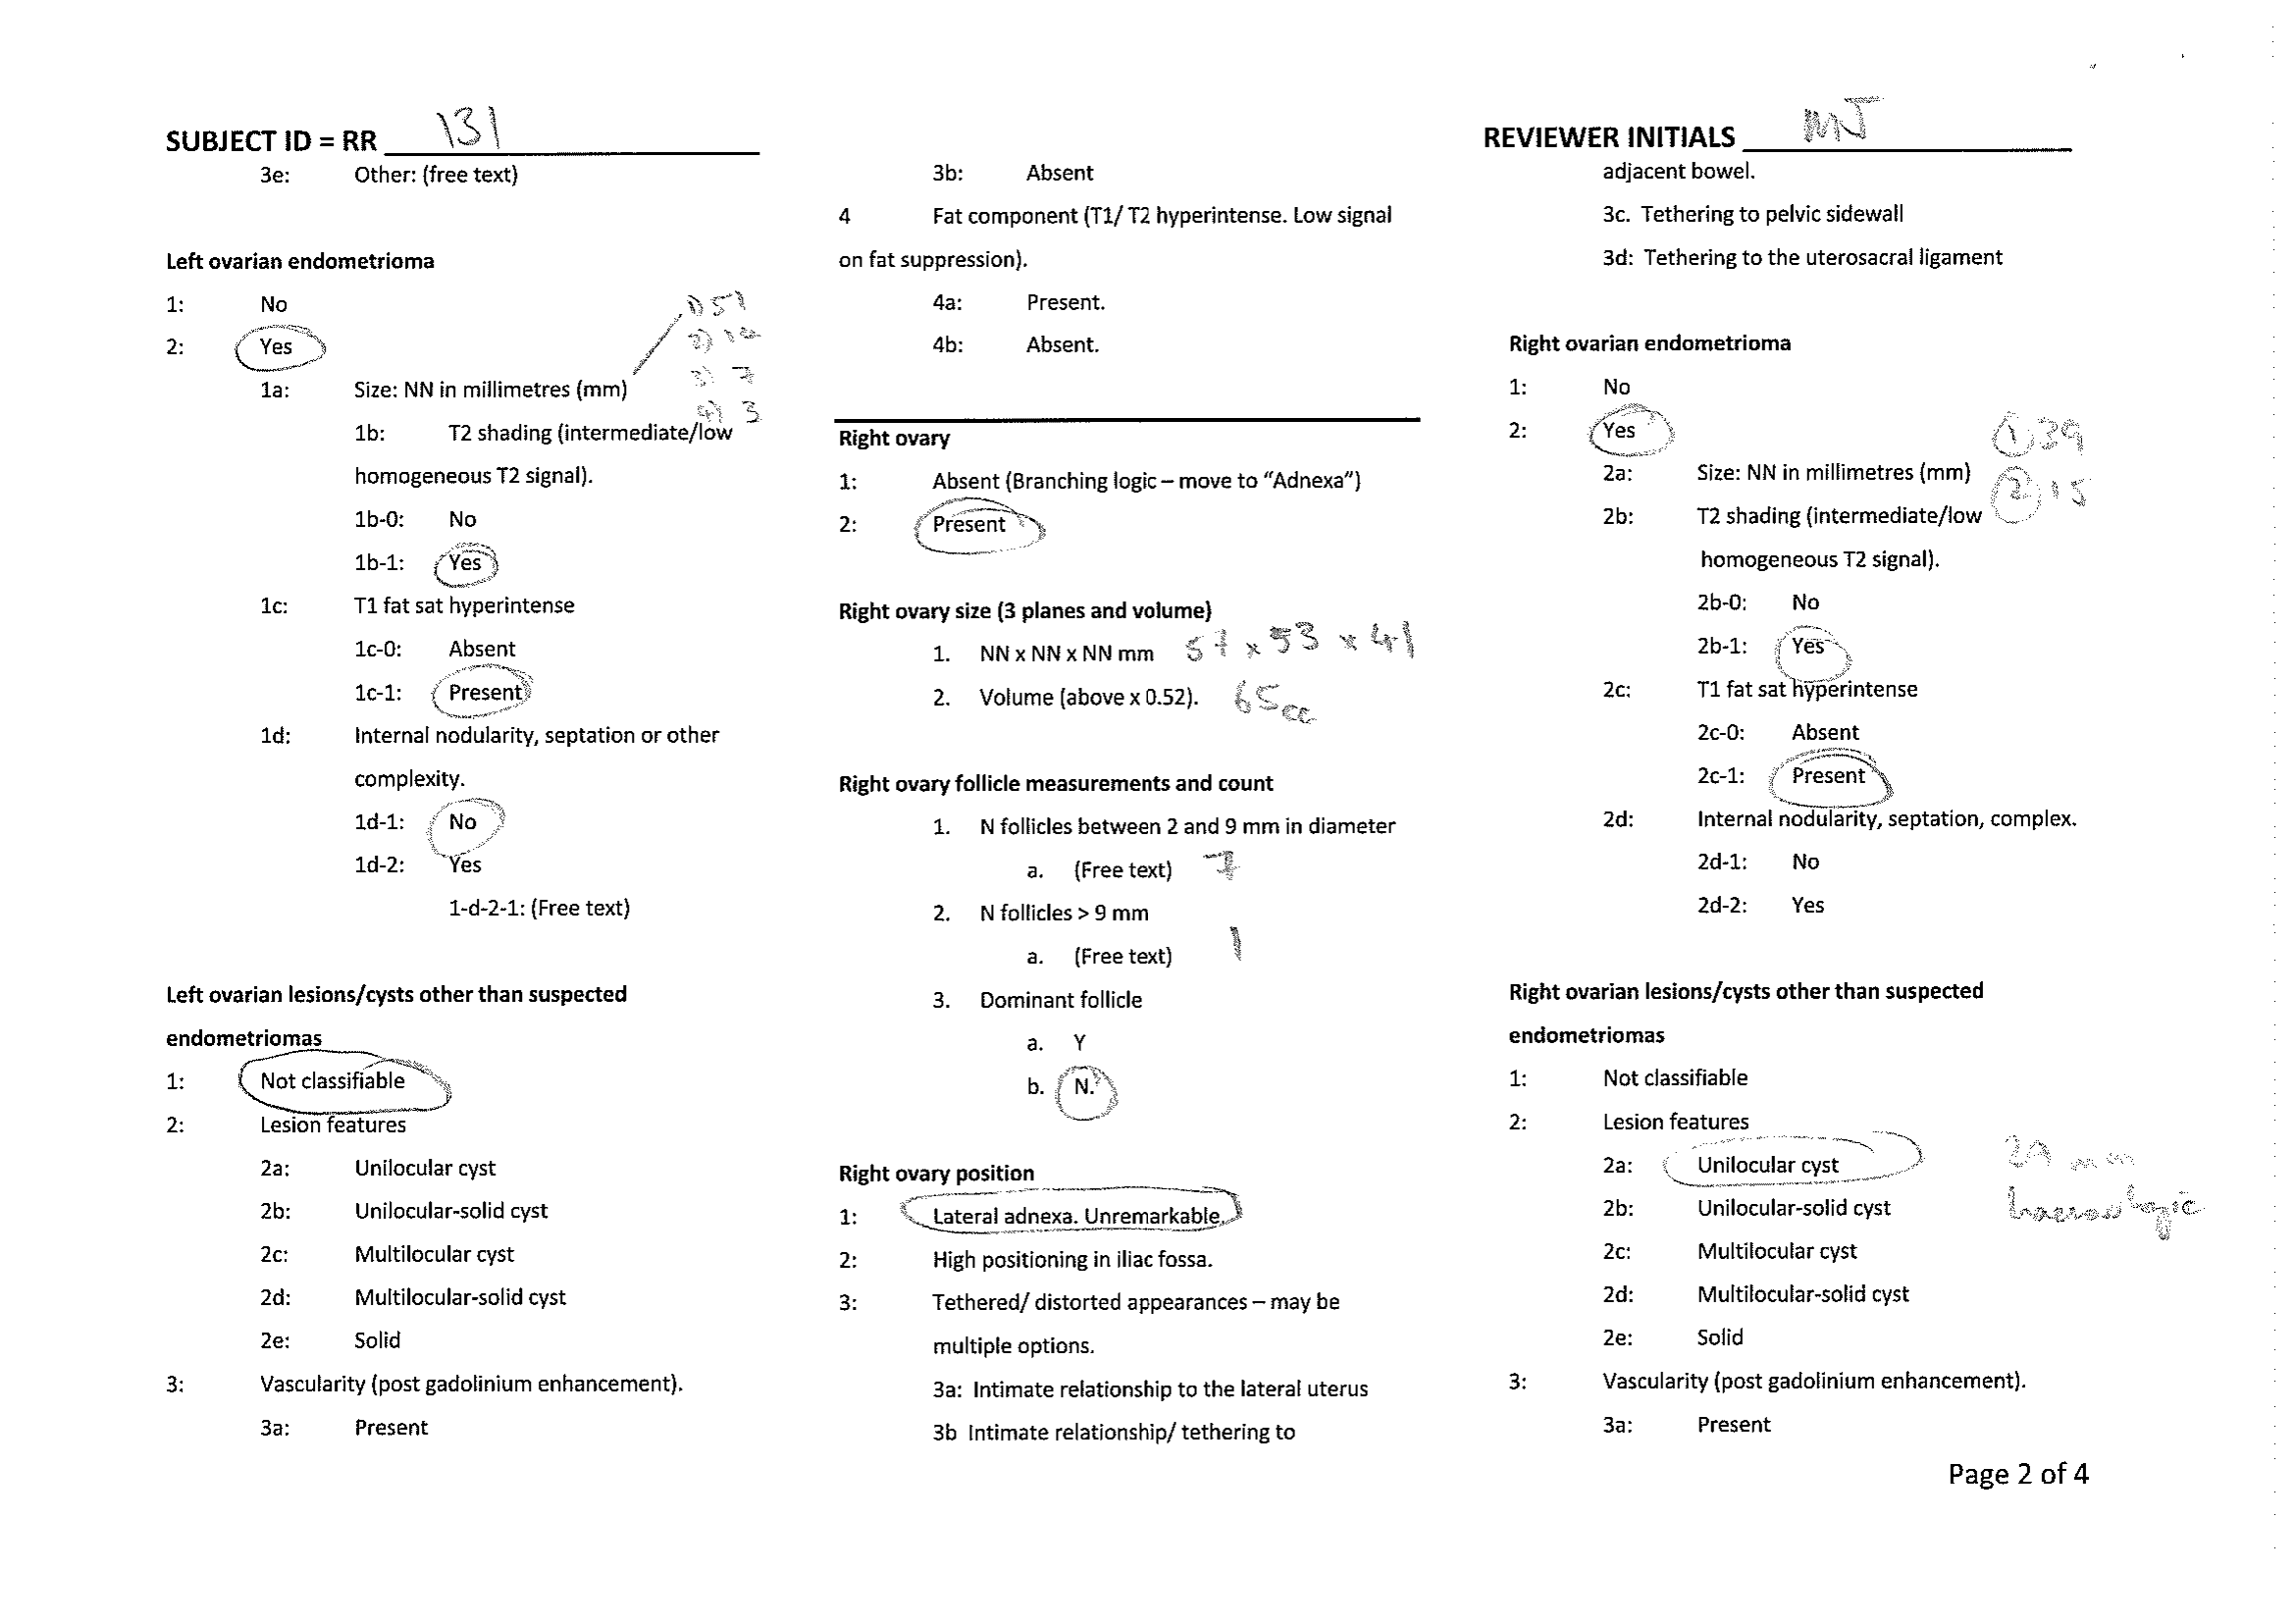 SUBJECT ID = RR 131
3e: Other: (free text)
Left ovarian endometrioma
1: No
2: Yes
1) 51
2) 12
3) 7
4) 3
1a: Size: NN in millimetres (mm)
1b: T2 shading (intermediate/low
homogeneous T2 signal).
1b-0: No
1b-1: Yes
1c: T1 fat sat hyperintense
1c-0: Absent
1c-1: Present
1d: Internal nodularity, septation or other
complexity.
1d-1: No
1d-2: Yes
1-d-2-1: (Free text)
Left ovarian lesions/cysts other than suspected
endometriomas
1: Not classifiable
2: Lesion features
2a: Unilocular cyst
2b: Unilocular-solid cyst
2c: Multilocular cyst
2d: Multilocular-solid cyst
2e: Solid
3: Vascularity (post gadolinium enhancement).
3a: Present
3b: Absent
4 Fat component (T1/ T2 hyperintense. Low signal
on fat suppression).
4a: Present.
4b: Absent.
Right ovary
1: Absent (Branching logic – move to “Adnexa”)
2: Present
Right ovary size (3 planes and volume)
1. NN x NN x NN mm 57 x 53 x 41
2. Volume (above x 0.52). 65cc
Right ovary follicle measurements and count
1. N follicles between 2 and 9 mm in diameter
a. (Free text) 7
2. N follicles > 9 mm
a. (Free text) 1
3. Dominant follicle
a. Y
b. N.
Right ovary position
1: Lateral adnexa. Unremarkable.
2: High positioning in iliac fossa.
3: Tethered/ distorted appearances – may be
multiple options.
3a: Intimate relationship to the lateral uterus
3b Intimate relationship/ tethering to
REVIEWER INITIALS MJ
adjacent bowel.
3c. Tethering to pelvic sidewall
3d: Tethering to the uterosacral ligament
Right ovarian endometrioma
1: No
2: Yes
1 39
2a: Size: NN in millimetres (mm)
2 15
2b: T2 shading (intermediate/low
homogeneous T2 signal).
2b-0: No
2b-1: Yes
2c: T1 fat sat hyperintense
2c-0: Absent
2c-1: Present
2d: Internal nodularity, septation, complex.
2d-1: No
2d-2: Yes
Right ovarian lesions/cysts other than suspected
endometriomas
1: Not classifiable
2: Lesion features
2a: Unilocular cyst mm
2b: Unilocular-solid cyst
2c: Multilocular cyst
2d: Multilocular-solid cyst
2e: Solid
3: Vascularity (post gadolinium enhancement).
3a: Present
Page 2 of 4